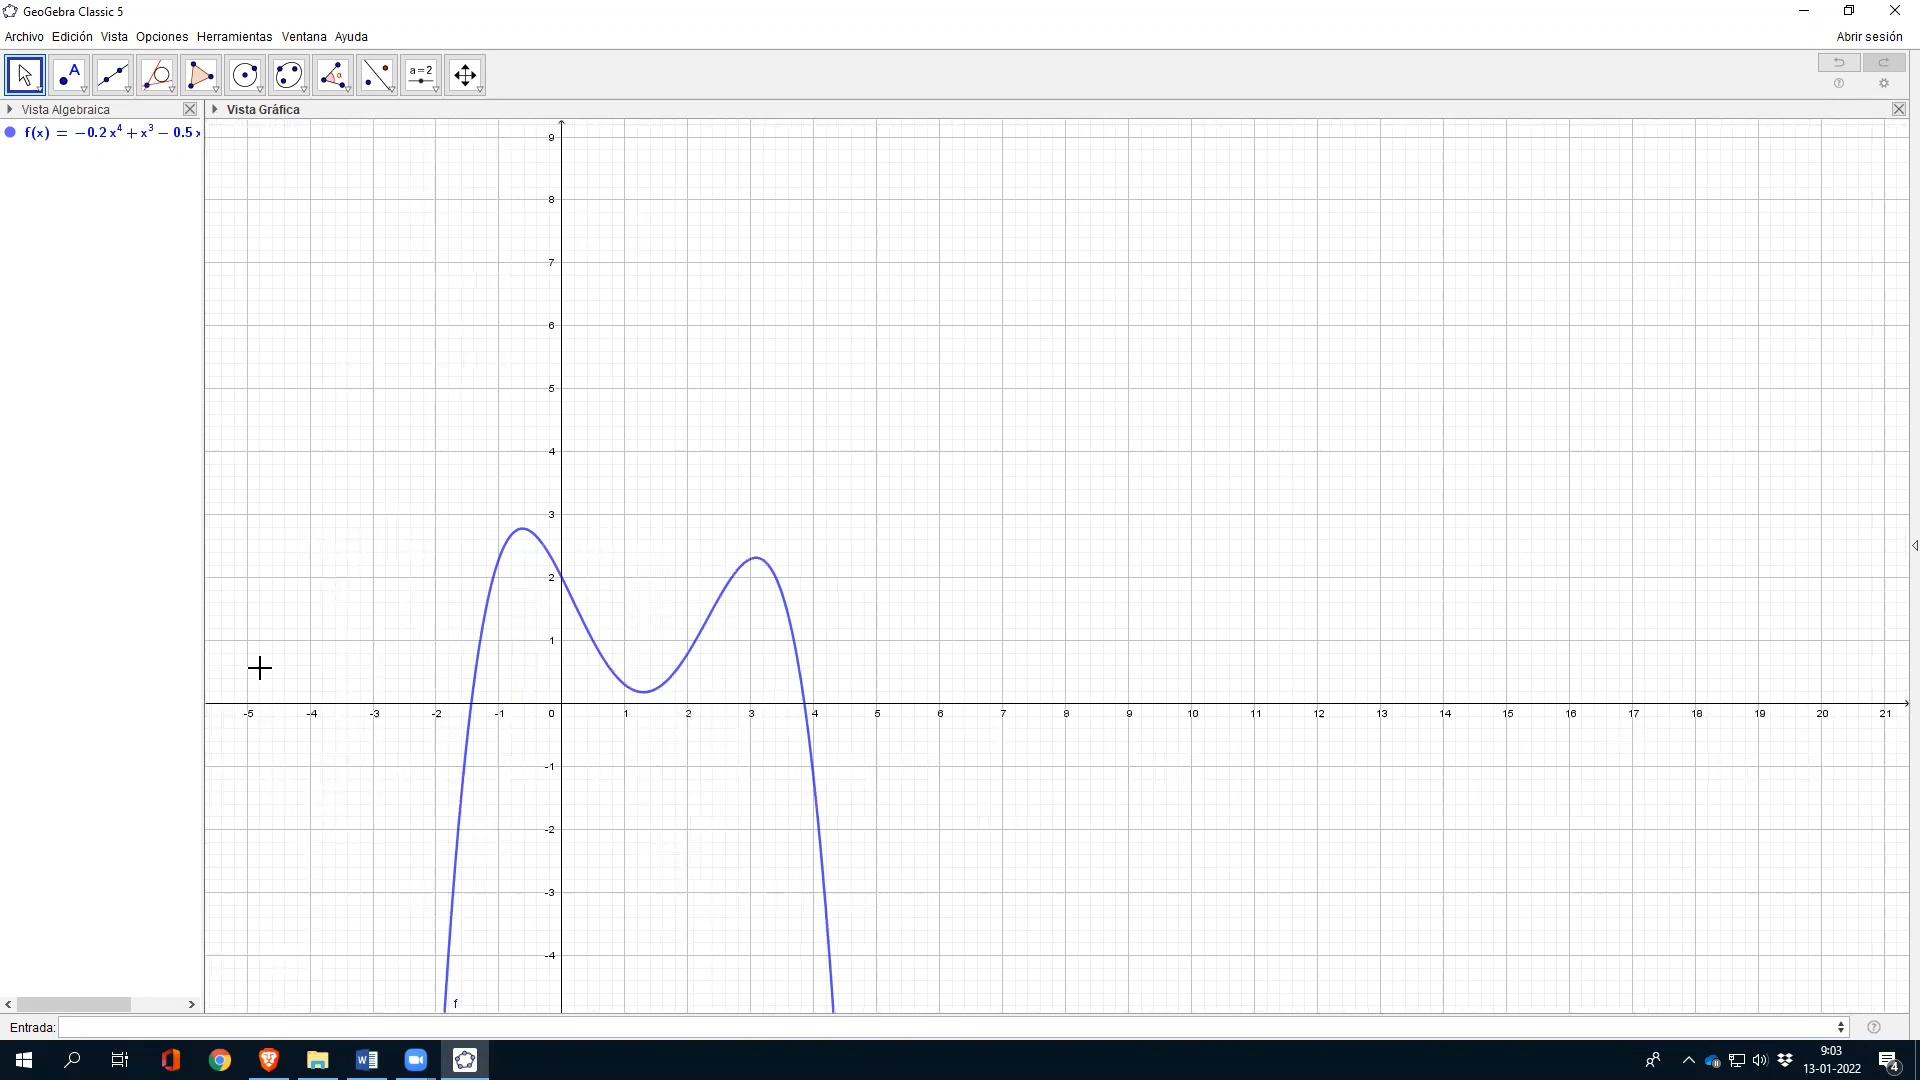 GeoGebra Classic 5
Archivo Edición Vista Opciones Herramientas Ventana Ayuda
Abrir sesión
A
α
a=2
Vista Algebraica
Vista Gráfica
f(x) = −0.2 x⁴ + x³ − 0.5 x
9
8
7
6
5
4
3
2
1
-5 -4 -3 -2 -1 0 1 2 3 4 5 6 7 8 9 10 11 12 13 14 15 16 17 18 19 20 21
-1
-2
-3
-4
f
Entrada:
9:03
13-01-2022
4